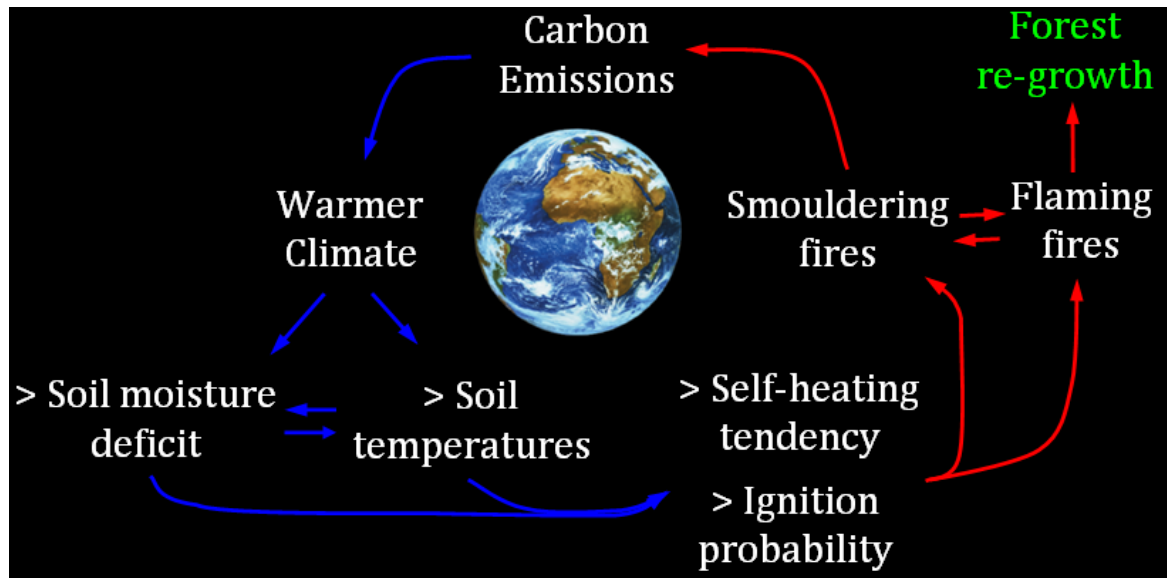 Carbon
Emissions
Forest
re-growth
Warmer
Climate
Smouldering
fires
Flaming
fires
> Soil moisture
deficit
> Soil
temperatures
> Self-heating
tendency
> Ignition
probability